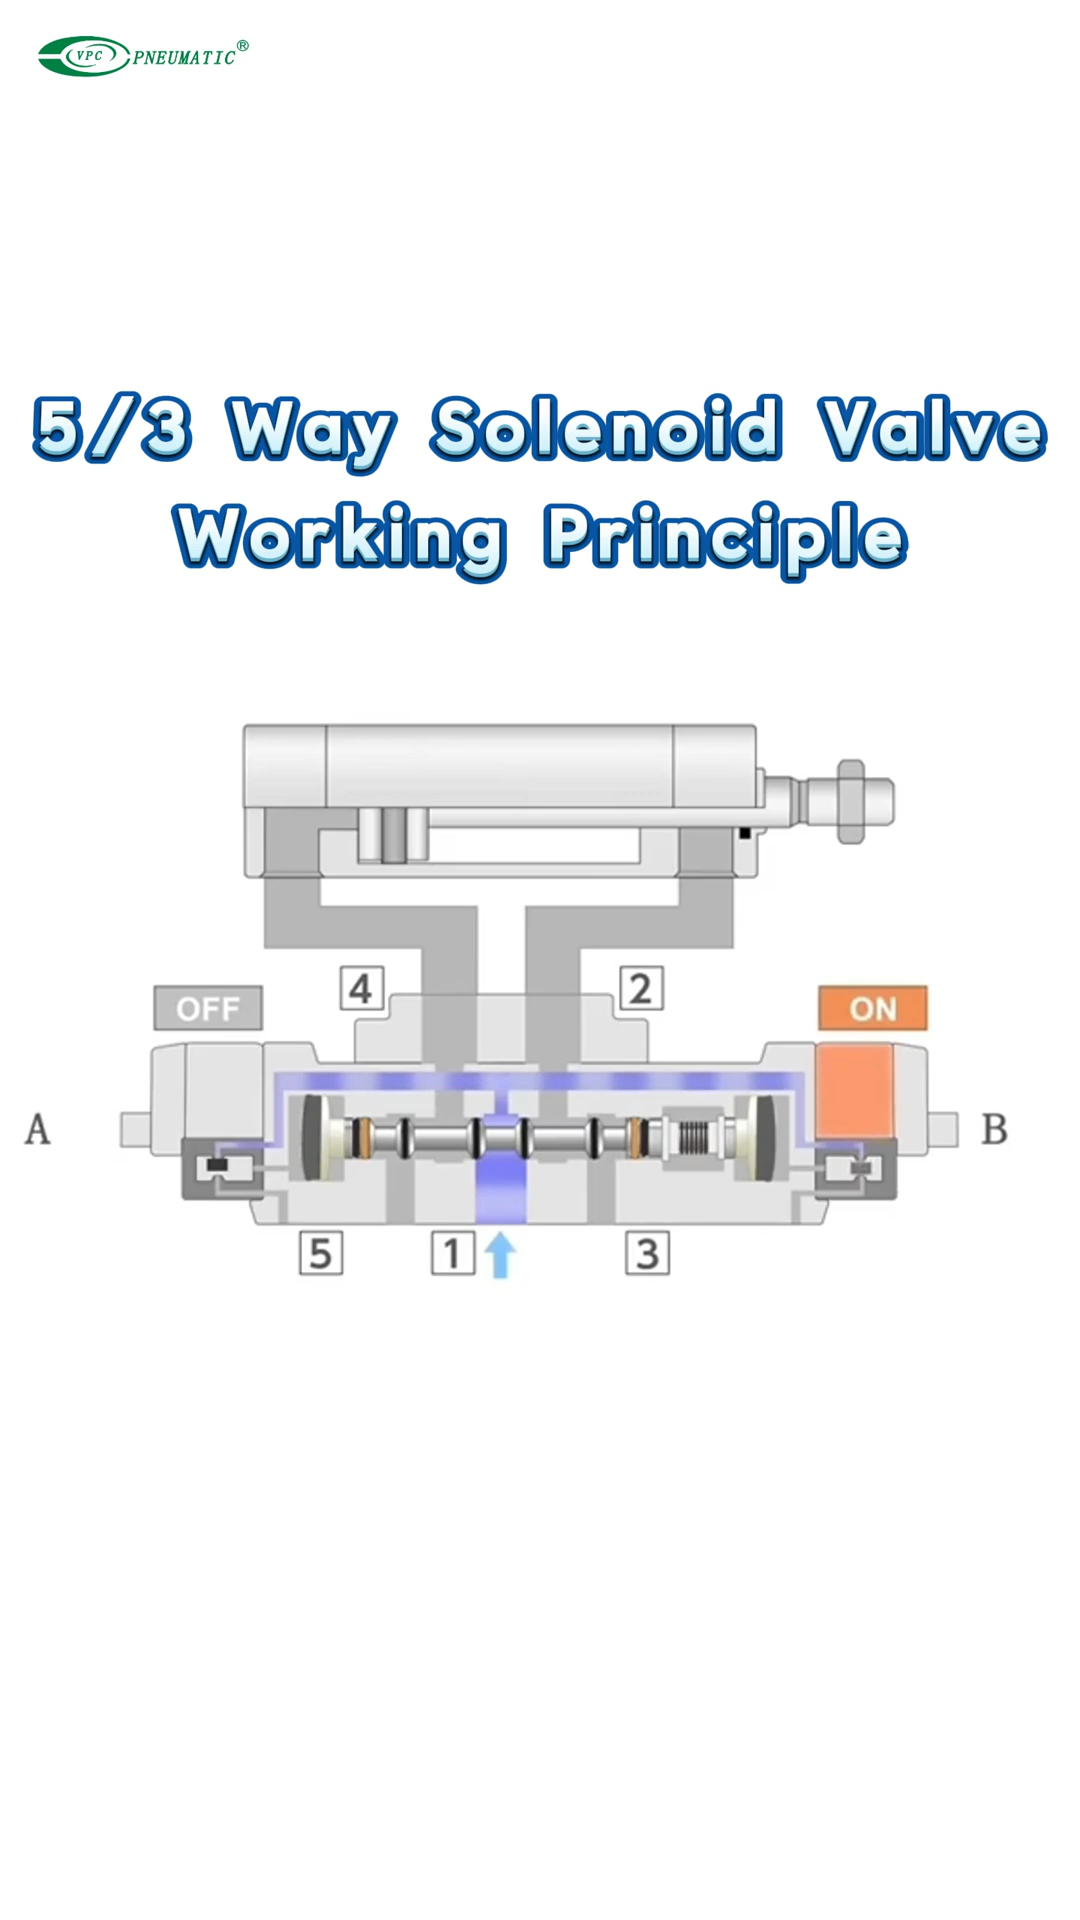 VPC PNEUMATIC®
5/3 Way Solenoid Valve
Working Principle
4 2
OFF ON
A B
5 1 3